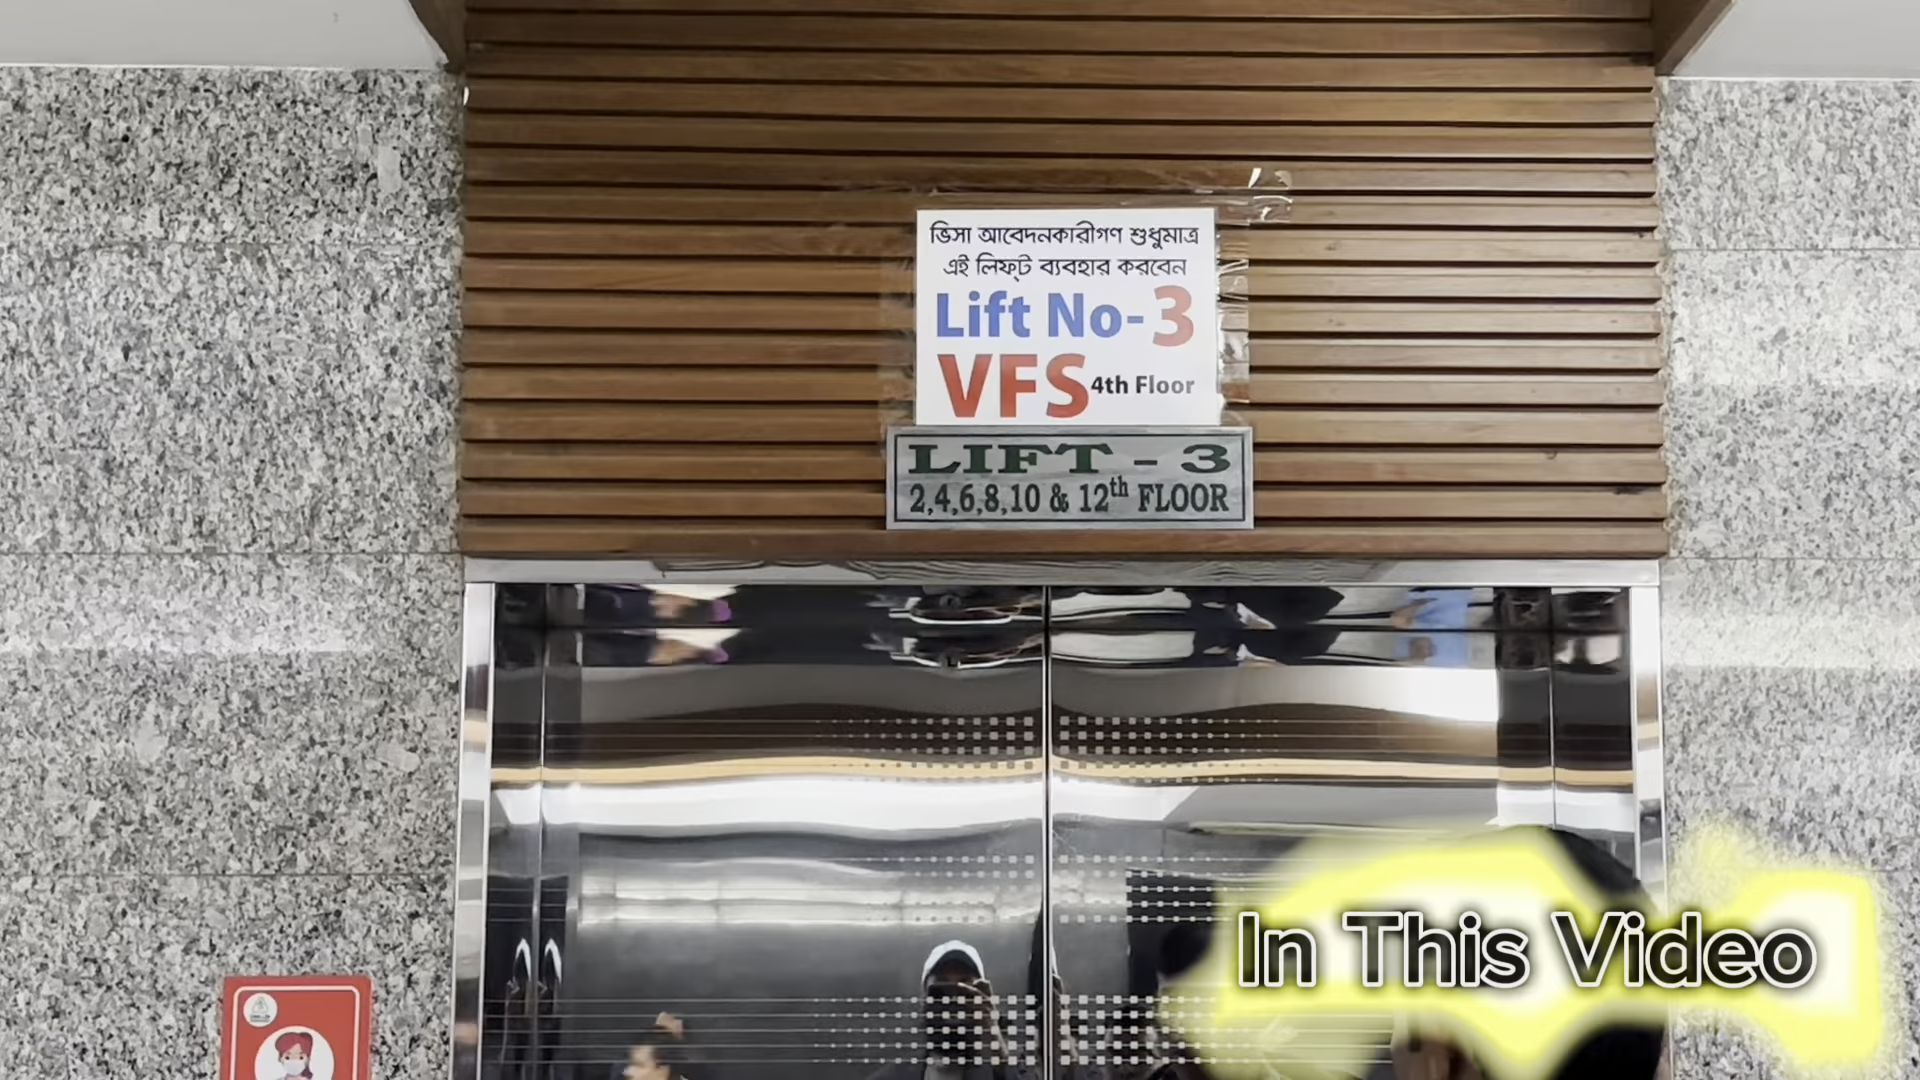 ভিসা আবেদনকারীগণ শুধুমাত্র
এই লিফ্ট ব্যবহার করবেন
Lift No-3
VFS 4th Floor
LIFT - 3
2,4,6,8,10 & 12th FLOOR
In This Video